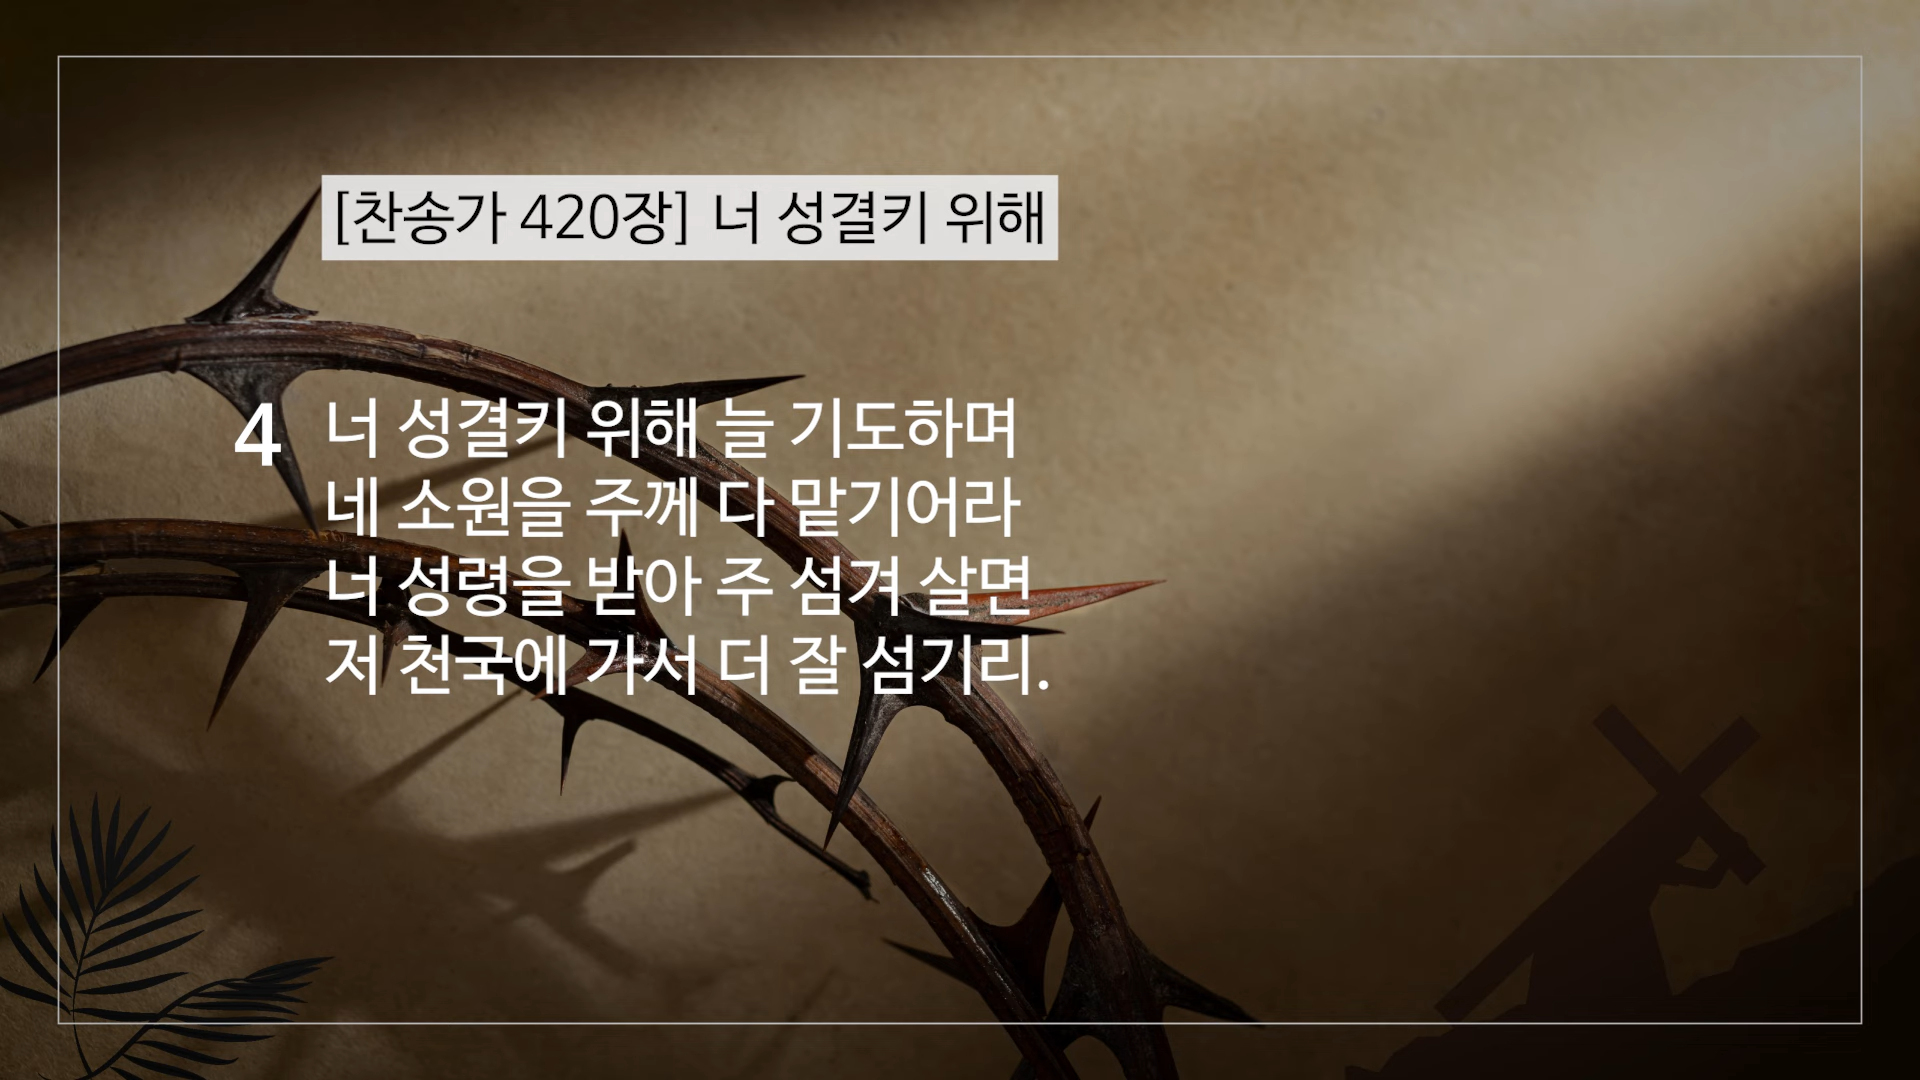 [찬송가 420장] 너 성결키 위해
4 너 성결키 위해 늘 기도하며
네 소원을 주께 다 맡기어라
너 성령을 받아 주 섬겨 살면
저 천국에 가서 더 잘 섬기리.